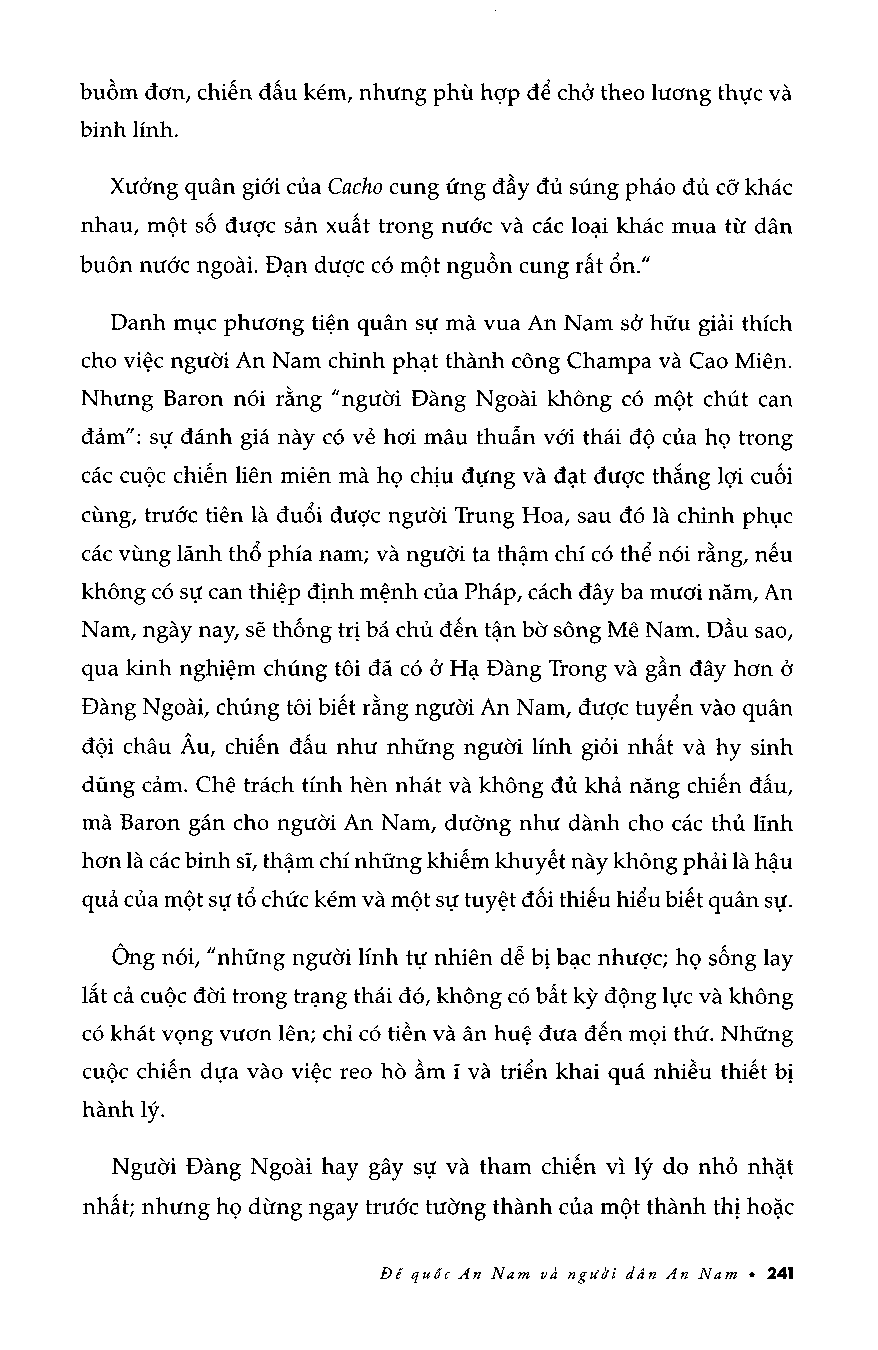 buồm đơn, chiến đấu kém, nhưng phù hợp để chở theo lương thực và
binh lính.
Xưởng quân giới của Cacho cung ứng đầy đủ súng pháo đủ cỡ khác
nhau, một số được sản xuất trong nước và các loại khác mua từ dân
buôn nước ngoài. Đạn dược có một nguồn cung rất ổn."
Danh mục phương tiện quân sự mà vua An Nam sở hữu giải thích
cho việc người An Nam chinh phạt thành công Champa và Cao Miên.
Nhưng Baron nói rằng "người Đàng Ngoài không có một chút can
đảm": sự đánh giá này có vẻ hơi mâu thuẫn với thái độ của họ trong
các cuộc chiến liên miên mà họ chịu đựng và đạt được thắng lợi cuối
cùng, trước tiên là đuổi được người Trung Hoa, sau đó là chinh phục
các vùng lãnh thổ phía nam; và người ta thậm chí có thể nói rằng, nếu
không có sự can thiệp định mệnh của Pháp, cách đây ba mươi năm, An
Nam, ngày nay, sẽ thống trị bá chủ đến tận bờ sông Mê Nam. Dầu sao,
qua kinh nghiệm chúng tôi đã có ở Hạ Đàng Trong và gần đây hơn ở
Đàng Ngoài, chúng tôi biết rằng người An Nam, được tuyển vào quân
đội châu Âu, chiến đấu như những người lính giỏi nhất và hy sinh
dũng cảm. Chê trách tính hèn nhát và không đủ khả năng chiến đấu,
mà Baron gán cho người An Nam, dường như dành cho các thủ lĩnh
hơn là các binh sĩ, thậm chí những khiếm khuyết này không phải là hậu
quả của một sự tổ chức kém và một sự tuyệt đối thiếu hiểu biết quân sự.
Ông nói, "những người lính tự nhiên dễ bị bạc nhược; họ sống lay
lắt cả cuộc đời trong trạng thái đó, không có bất kỳ động lực và không
có khát vọng vươn lên; chỉ có tiền và ân huệ đưa đến mọi thứ. Những
cuộc chiến dựa vào việc reo hò ầm ĩ và triển khai quá nhiều thiết bị
hành lý.
Người Đàng Ngoài hay gây sự và tham chiến vì lý do nhỏ nhặt
nhất; nhưng họ dừng ngay trước tường thành của một thành thị hoặc
Đế quốc An Nam và người dân An Nam • 241